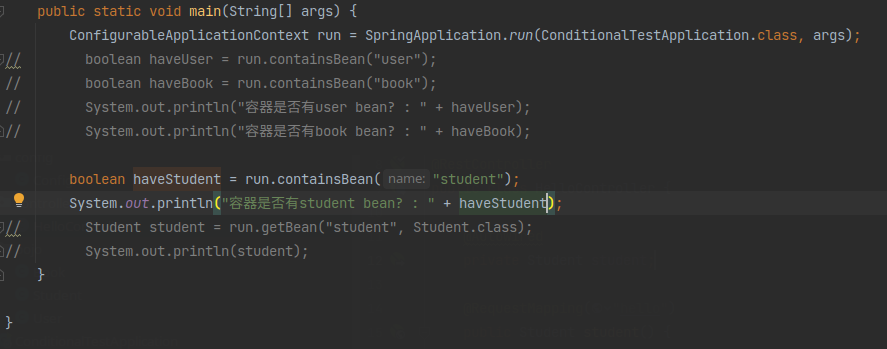 public static void main(String[] args) {
ConfigurableApplicationContext run = SpringApplication.run(ConditionalTestApplication.class, args);
// boolean haveUser = run.containsBean("user");
// boolean haveBook = run.containsBean("book");
// System.out.println("容器是否有user bean? : " + haveUser);
// System.out.println("容器是否有book bean? : " + haveBook);
boolean haveStudent = run.containsBean( name: "student");
System.out.println("容器是否有student bean? : " + haveStudent);
// Student student = run.getBean("student", Student.class);
// System.out.println(student);
}
}